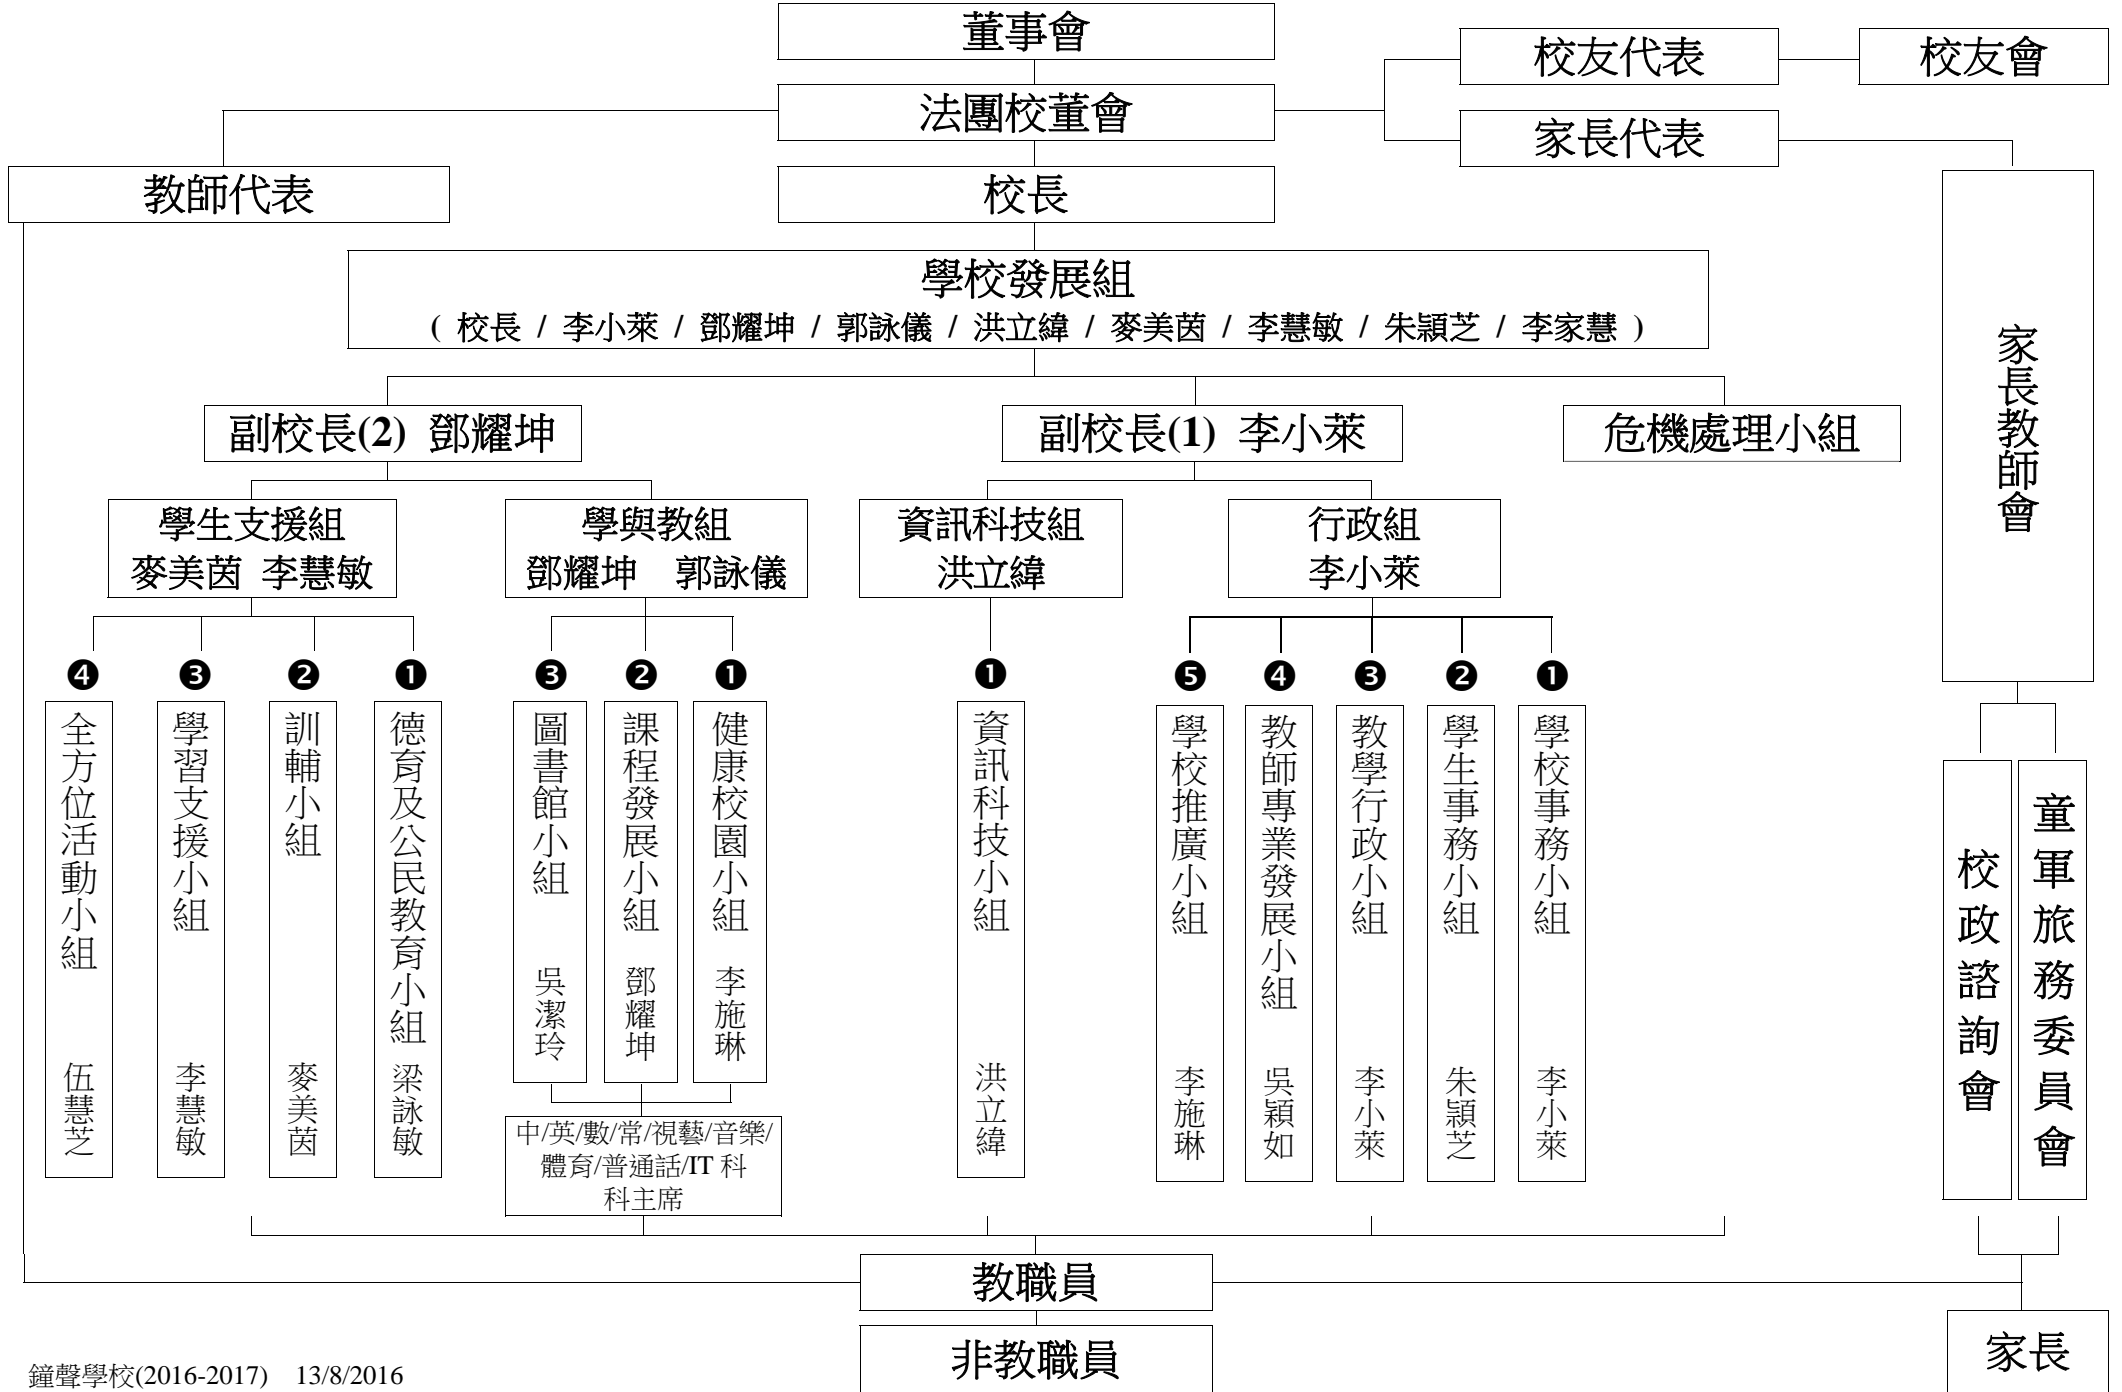 董事會
校友代表
校友會
法團校董會
家長代表
教師代表
校長
學校發展組
( 校長 / 李小萊 / 鄧耀坤 / 郭詠儀 / 洪立緯 / 麥美茵 / 李慧敏 / 朱潁芝 / 李家慧 )
家長教師會
副校長(2) 鄧耀坤
副校長(1) 李小萊
危機處理小組
學生支援組
麥美茵 李慧敏
學與教組
鄧耀坤 郭詠儀
資訊科技組
洪立緯
行政組
李小萊
❹
全方位活動小組 伍慧芝
❸
學習支援小組 李慧敏
❷
訓輔小組 麥美茵
❶
德育及公民教育小組 梁詠敏
❸
圖書館小組 吳潔玲
❷
課程發展小組 鄧耀坤
❶
健康校園小組 李施琳
❶
資訊科技小組 洪立緯
❺
學校推廣小組 李施琳
❹
教師專業發展小組 吳穎如
❸
教學行政小組 李小萊
❷
學生事務小組 朱潁芝
❶
學校事務小組 李小萊
校政諮詢會
童軍旅務委員會
中/英/數/常/視藝/音樂/
體育/普通話/IT 科
科主席
教職員
非教職員
家長
鐘聲學校(2016-2017) 13/8/2016